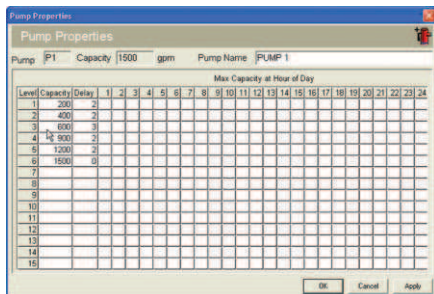 Pump Properties
Pump Properties
Pump P1 Capacity 1500 gpm Pump Name PUMP 1
Max Capacity at Hour of Day
Level Capacity Delay 1 2 3 4 5 6 7 8 9 10 11 12 13 14 15 16 17 18 19 20 21 22 23 24
1 200 2
2 400 2
3 600 3
4 900 2
5 1200 2
6 1500 0
7
8
9
10
11
12
13
14
15
OK Cancel Apply